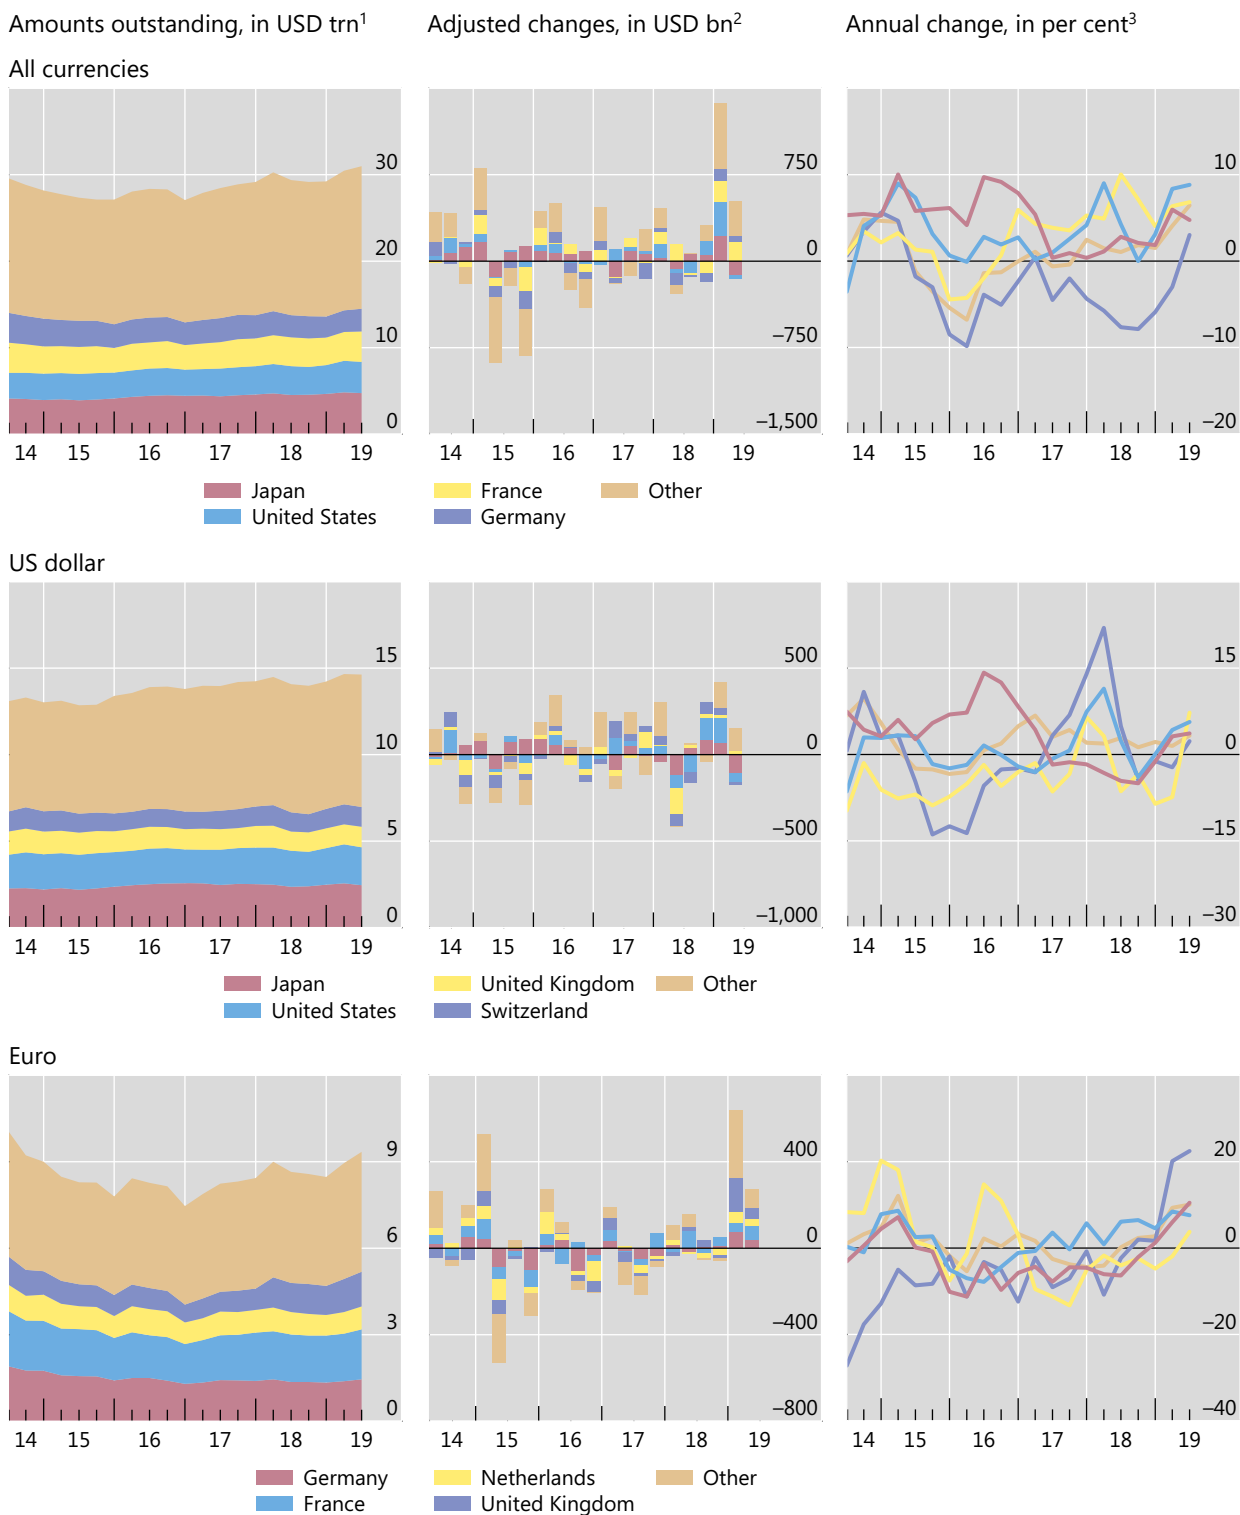 Amounts outstanding, in USD trn¹ Adjusted changes, in USD bn² Annual change, in per cent³
All currencies
30 750 10
20 0 0
10 –750 –10
0 –1,500 –20
14 15 16 17 18 19 14 15 16 17 18 19 14 15 16 17 18 19
Japan France Other
United States Germany
US dollar
15 500 15
10 0 0
5 –500 –15
0 –1,000 –30
14 15 16 17 18 19 14 15 16 17 18 19 14 15 16 17 18 19
Japan United Kingdom Other
United States Switzerland
Euro
9 400 20
6 0 0
3 –400 –20
0 –800 –40
14 15 16 17 18 19 14 15 16 17 18 19 14 15 16 17 18 19
Germany Netherlands Other
France United Kingdom